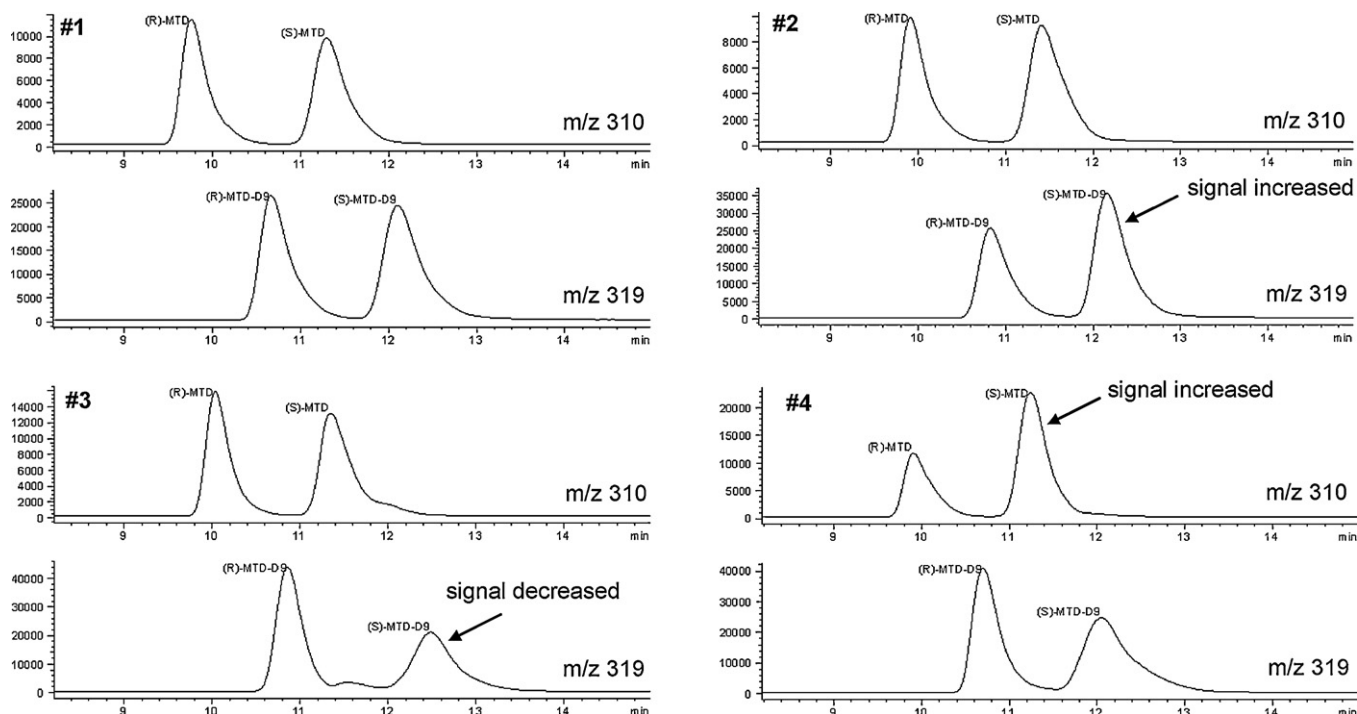 #1
(R)-MTD
(S)-MTD
10000
8000
6000
4000
2000
0
m/z 310
9 10 11 12 13 14 min
(R)-MTD-D9
(S)-MTD-D9
25000
20000
15000
10000
5000
0
m/z 319
9 10 11 12 13 14 min
#2
(R)-MTD
(S)-MTD
8000
6000
4000
2000
0
m/z 310
9 10 11 12 13 14 min
signal increased
(S)-MTD-D9
(R)-MTD-D9
35000
30000
25000
20000
15000
10000
5000
0
m/z 319
9 10 11 12 13 14 min
#3
(R)-MTD
(S)-MTD
14000
12000
10000
8000
6000
4000
2000
0
m/z 310
9 10 11 12 13 14 min
(R)-MTD-D9
signal decreased
(S)-MTD-D9
40000
30000
20000
10000
0
m/z 319
9 10 11 12 13 14 min
#4
signal increased
(S)-MTD
(R)-MTD
20000
15000
10000
5000
0
m/z 310
9 10 11 12 13 14 min
(R)-MTD-D9
(S)-MTD-D9
40000
30000
20000
10000
0
m/z 319
9 10 11 12 13 14 min